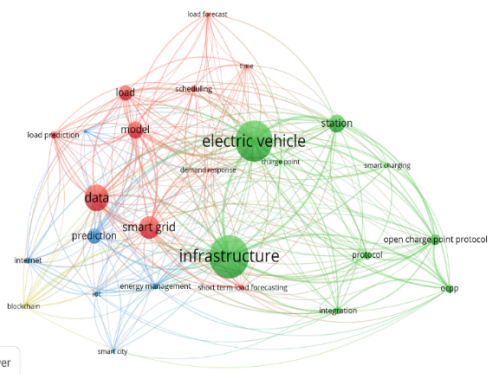 load forecast
time
scheduling
load
station
load prediction
model
electric vehicle
charge point
demand response
smart charging
data
smart grid
prediction
open charge point protocol
infrastructure
protocol
internet
energy management
short term load forecasting
ocpp
iot
blockchain
integration
smart city
ver